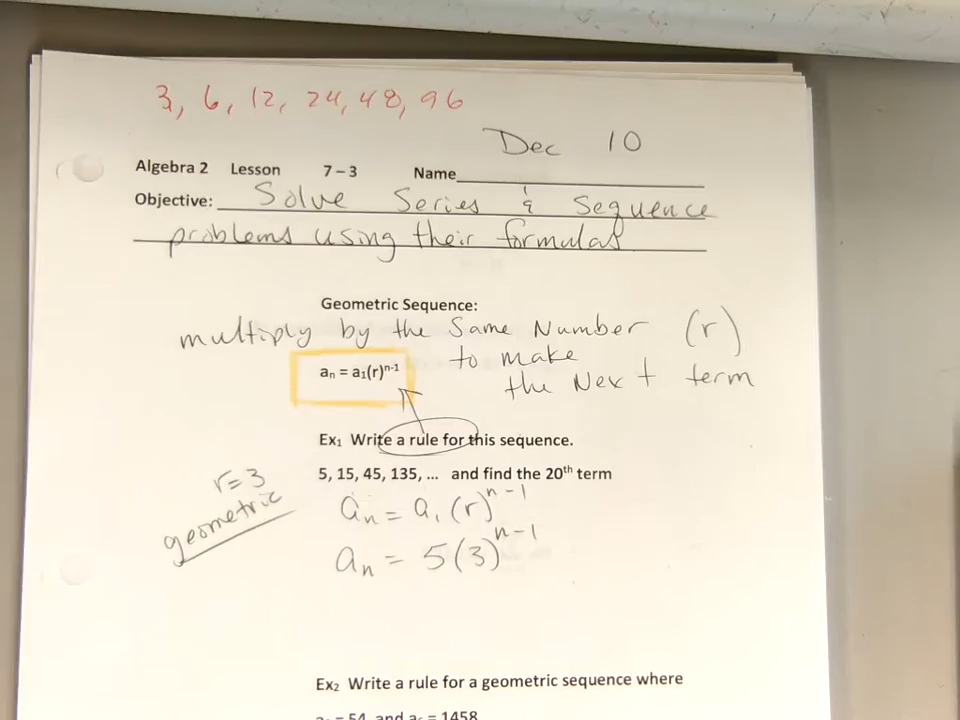 3, 6, 12, 24, 48, 96
Dec 10
Algebra 2 Lesson 7 – 3 Name
Objective: Solve Series & Sequence
problems using their formulas
Geometric Sequence:
multiply by the Same Number (r)
to make
the Next term
aₙ = a₁(r)ⁿ⁻¹
Ex₁ Write a rule for this sequence.
5, 15, 45, 135, ... and find the 20ᵗʰ term
r=3
geometric
aₙ = a₁ (r)ⁿ⁻¹
aₙ = 5(3)ⁿ⁻¹
Ex₂ Write a rule for a geometric sequence where
= 54 and = 1458